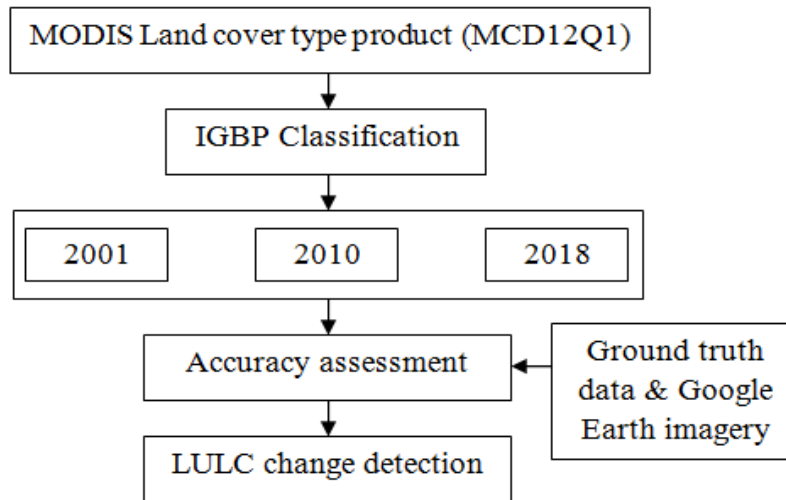 MODIS Land cover type product (MCD12Q1)
IGBP Classification
2001
2010
2018
Accuracy assessment
Ground truth
data & Google
Earth imagery
LULC change detection